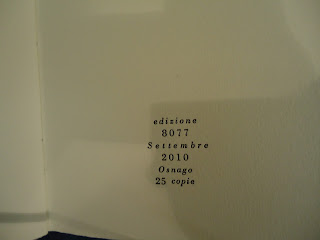 edizione
8077
Settembre
2010
Osnago
25 copie